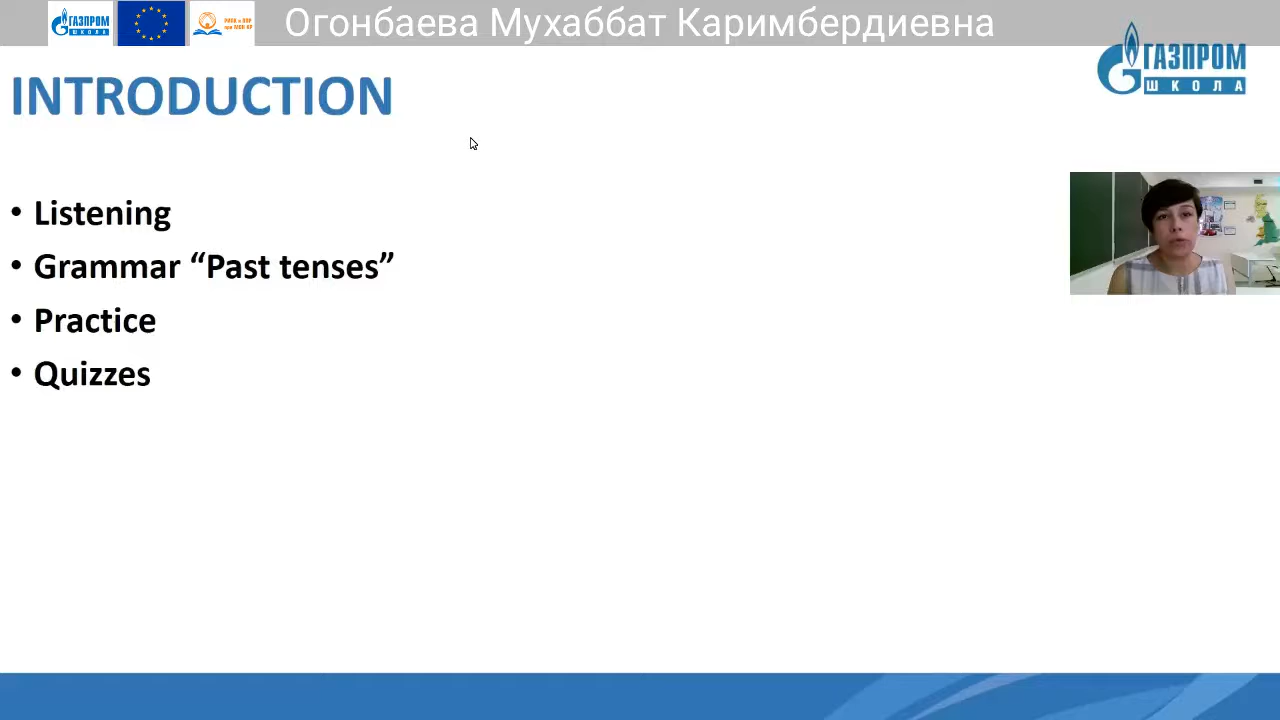 ГАЗПРОМ
ШКОЛА
Огонбаева Мухаббат Каримбердиевна
ГАЗПРОМ
ШКОЛА
INTRODUCTION
• Listening
• Grammar “Past tenses”
• Practice
• Quizzes